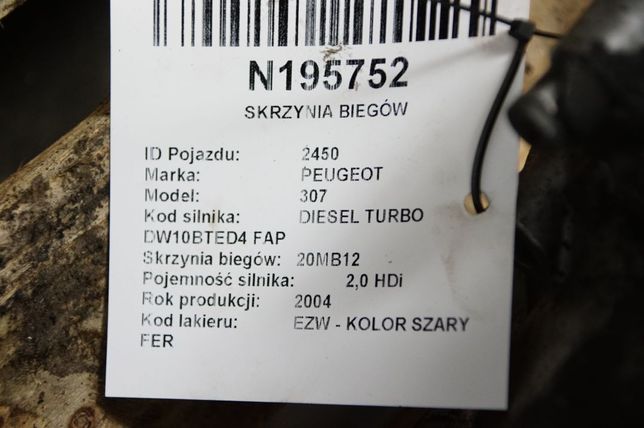 N195752
SKRZYNIA BIEGÓW
ID Pojazdu: 2450
Marka: PEUGEOT
Model: 307
Kod silnika: DIESEL TURBO
DW10BTED4 FAP
Skrzynia biegów: 20MB12
Pojemność silnika: 2,0 HDi
Rok produkcji: 2004
Kod lakieru: EZW - KOLOR SZARY
FER